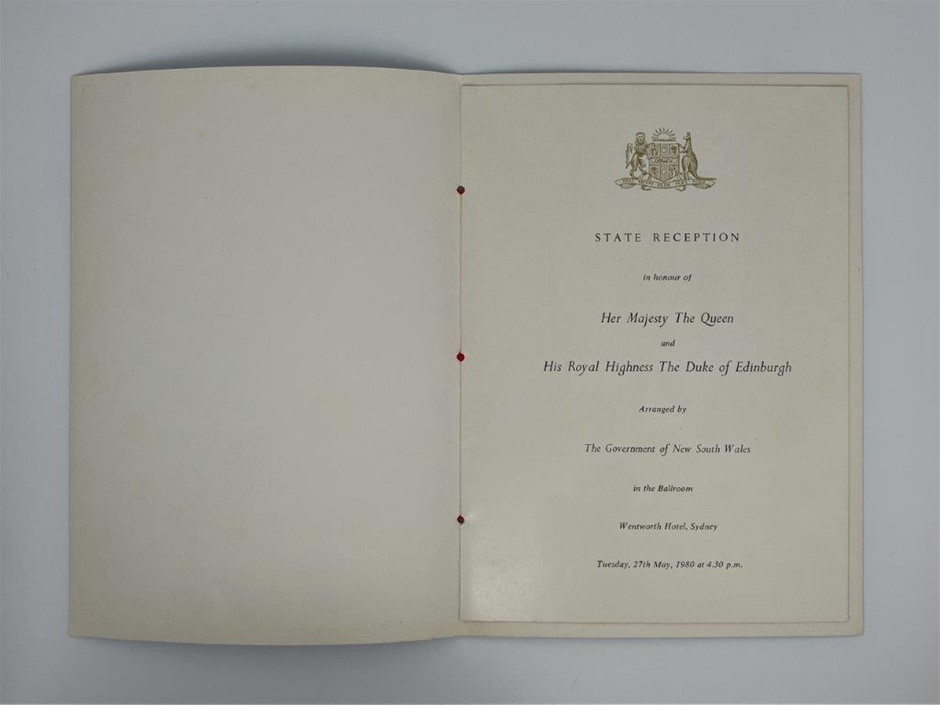 STATE RECEPTION
in honour of
Her Majesty The Queen
and
His Royal Highness The Duke of Edinburgh
Arranged by
The Government of New South Wales
in the Ballroom
Wentworth Hotel, Sydney
Tuesday, 27th May, 1980 at 4.30 p.m.